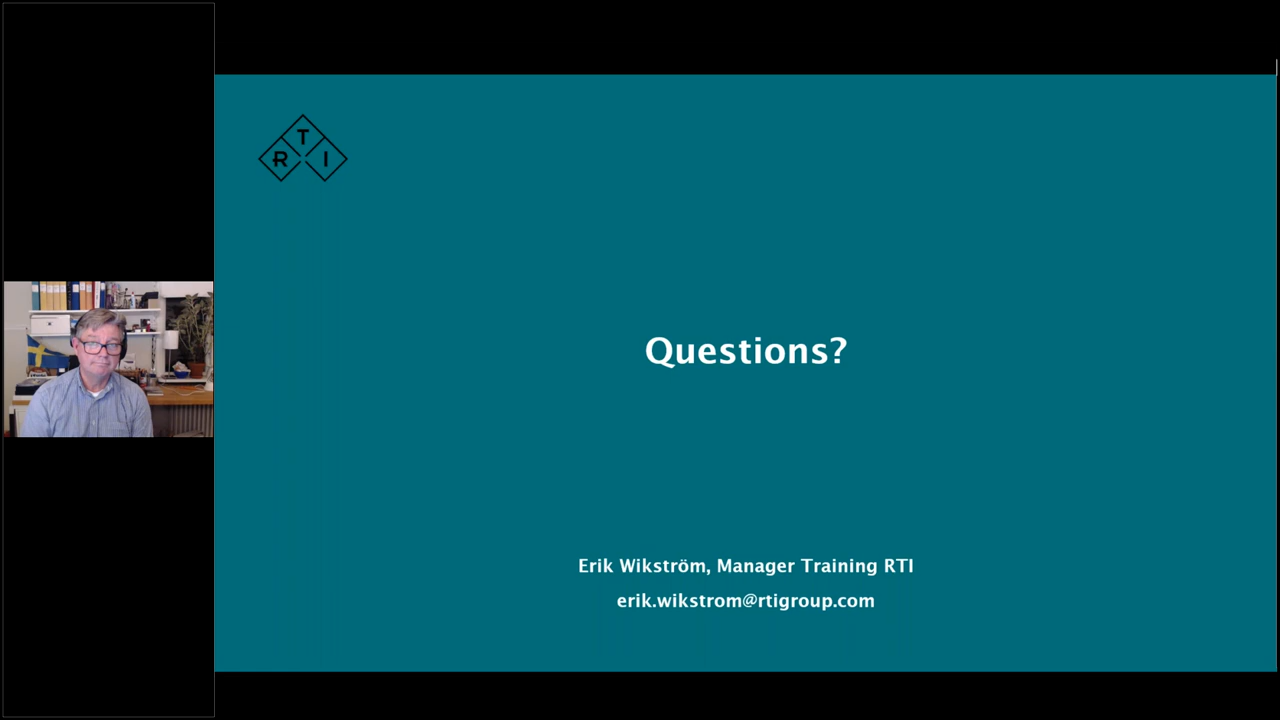 T
R I
Questions?
Erik Wikström, Manager Training RTI
erik.wikstrom@rtigroup.com